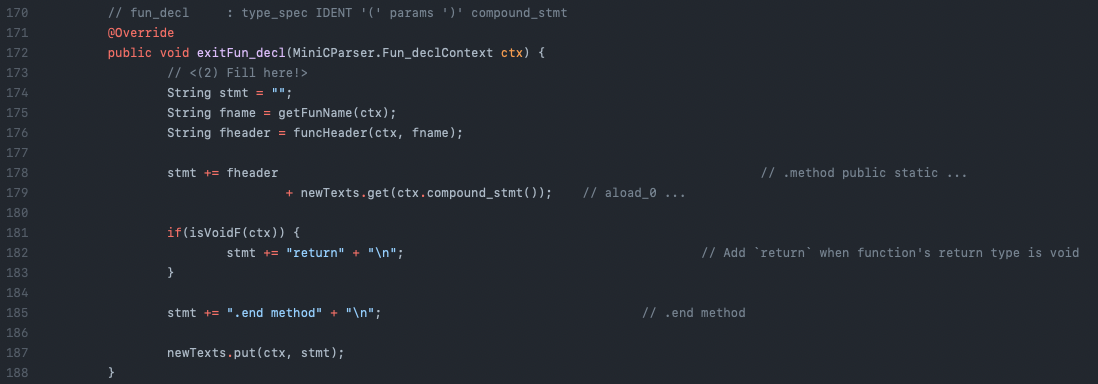 170 // fun_decl : type_spec IDENT '(' params ')' compound_stmt
171 @Override
172 public void exitFun_decl(MiniCParser.Fun_declContext ctx) {
173 // <(2) Fill here!>
174 String stmt = "";
175 String fname = getFunName(ctx);
176 String fheader = funcHeader(ctx, fname);
177
178 stmt += fheader // .method public static ...
179 + newTexts.get(ctx.compound_stmt()); // aload_0 ...
180
181 if(isVoidF(ctx)) {
182 stmt += "return" + "\n"; // Add `return` when function's return type is void
183 }
184
185 stmt += ".end method" + "\n"; // .end method
186
187 newTexts.put(ctx, stmt);
188 }